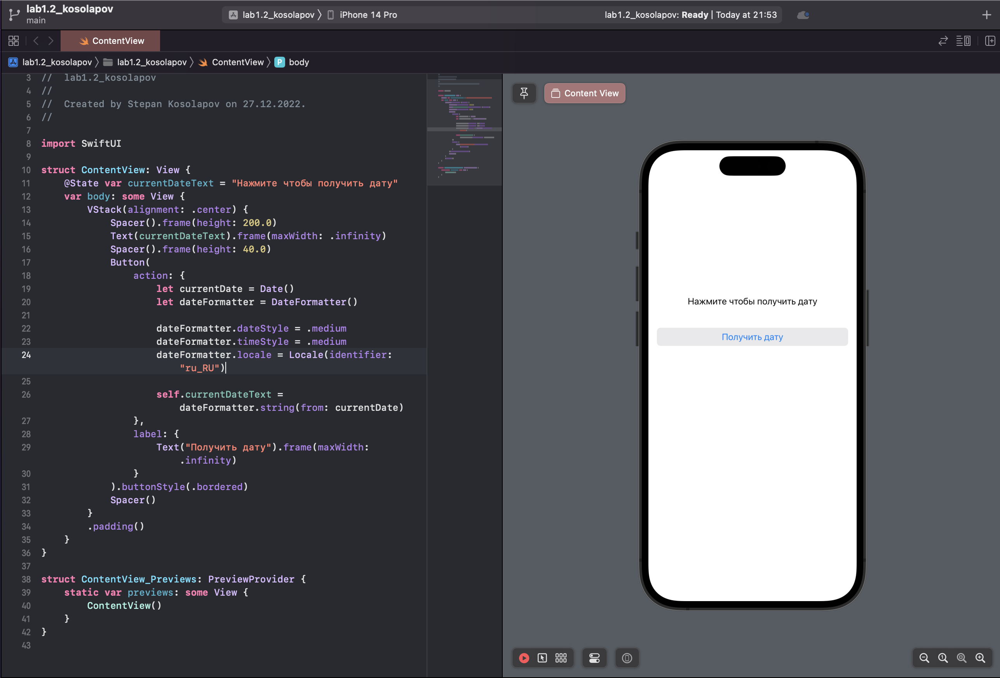 lab1.2_kosolapov
main
lab1.2_kosolapov iPhone 14 Pro
lab1.2_kosolapov: Ready | Today at 21:53
ContentView
lab1.2_kosolapov lab1.2_kosolapov ContentView P body
3 //  lab1.2_kosolapov
4 //
5 //  Created by Stepan Kosolapov on 27.12.2022.
6 //
7
8 import SwiftUI
9
10 struct ContentView: View {
11     @State var currentDateText = "Нажмите чтобы получить дату"
12     var body: some View {
13         VStack(alignment: .center) {
14             Spacer().frame(height: 200.0)
15             Text(currentDateText).frame(maxWidth: .infinity)
16             Spacer().frame(height: 40.0)
17             Button(
18                 action: {
19                     let currentDate = Date()
20                     let dateFormatter = DateFormatter()
21
22                     dateFormatter.dateStyle = .medium
23                     dateFormatter.timeStyle = .medium
24                     dateFormatter.locale = Locale(identifier:
"ru_RU")
25
26                     self.currentDateText =
dateFormatter.string(from: currentDate)
27                 },
28                 label: {
29                     Text("Получить дату").frame(maxWidth:
.infinity)
30                 }
31             ).buttonStyle(.bordered)
32             Spacer()
33         }
34         .padding()
35     }
36 }
37
38 struct ContentView_Previews: PreviewProvider {
39     static var previews: some View {
40         ContentView()
41     }
42 }
43
Content View
Нажмите чтобы получить дату
Получить дату